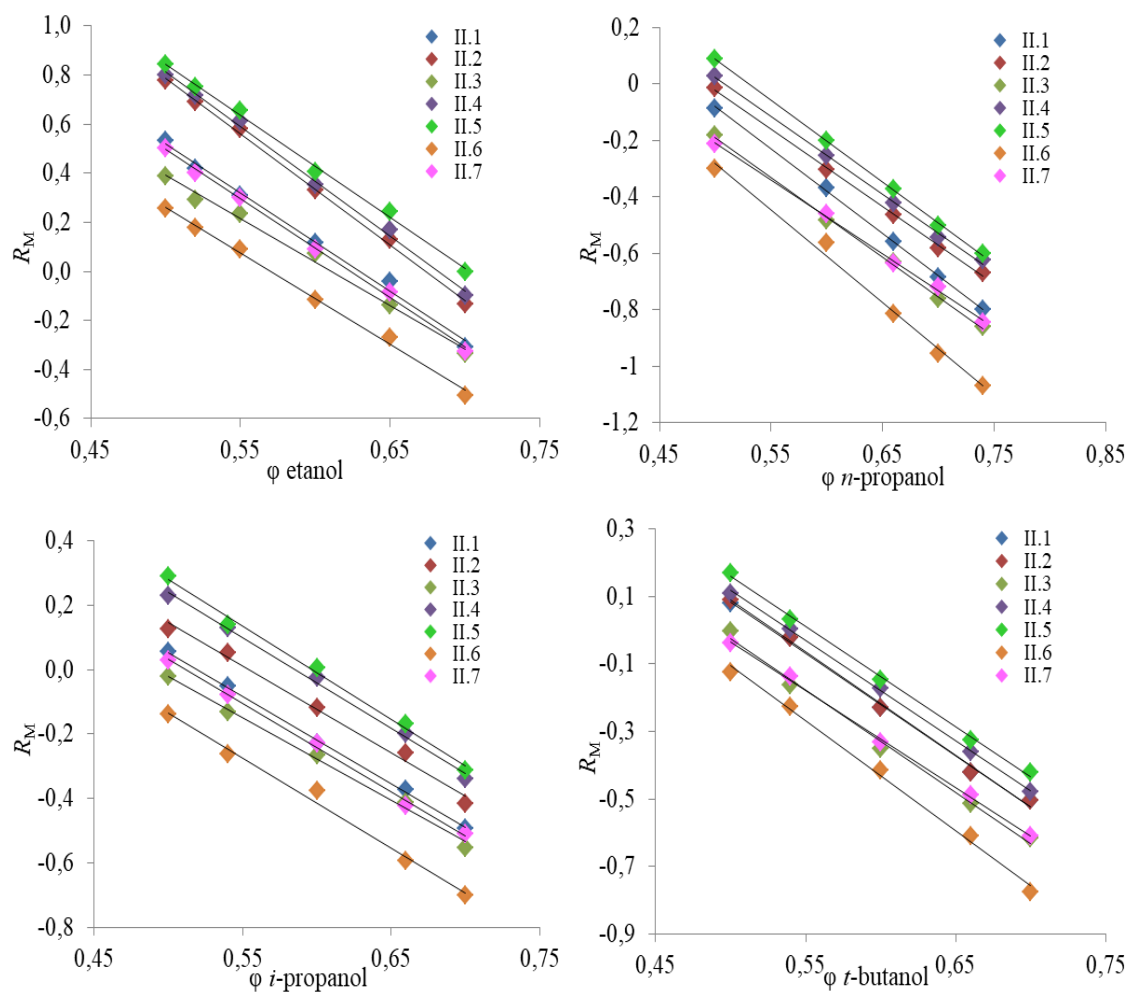 1,0
0,8
0,6
0,4
0,2
0,0
-0,2
-0,4
-0,6
R_M
0,45 0,55 0,65 0,75
φ etanol
II.1
II.2
II.3
II.4
II.5
II.6
II.7
0,2
0
-0,2
-0,4
-0,6
-0,8
-1
-1,2
R_M
0,45 0,55 0,65 0,75 0,85
φ n-propanol
II.1
II.2
II.3
II.4
II.5
II.6
II.7
0,4
0,2
0,0
-0,2
-0,4
-0,6
-0,8
R_M
0,45 0,55 0,65 0,75
φ i-propanol
II.1
II.2
II.3
II.4
II.5
II.6
II.7
0,3
0,1
-0,1
-0,3
-0,5
-0,7
-0,9
R_M
0,45 0,55 0,65 0,75
φ t-butanol
II.1
II.2
II.3
II.4
II.5
II.6
II.7